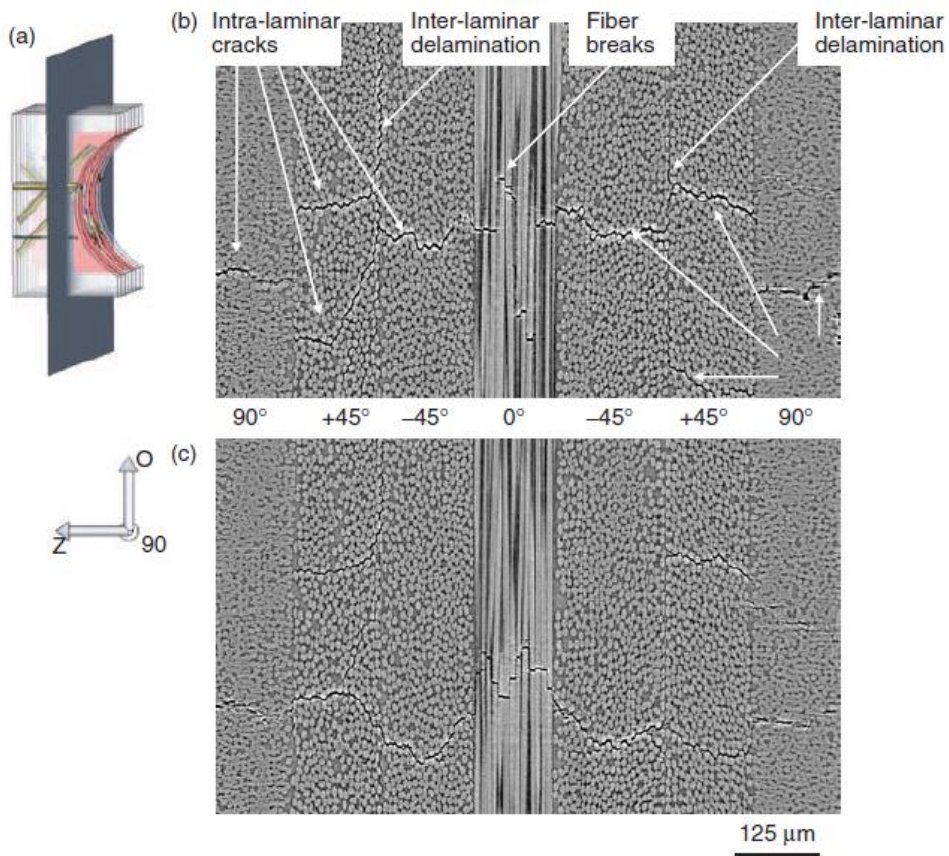 (a)
(b)
Intra-laminar
cracks
Inter-laminar
delamination
Fiber
breaks
Inter-laminar
delamination
90° +45° –45° 0° –45° +45° 90°
(c)
O
Z
90
125 µm